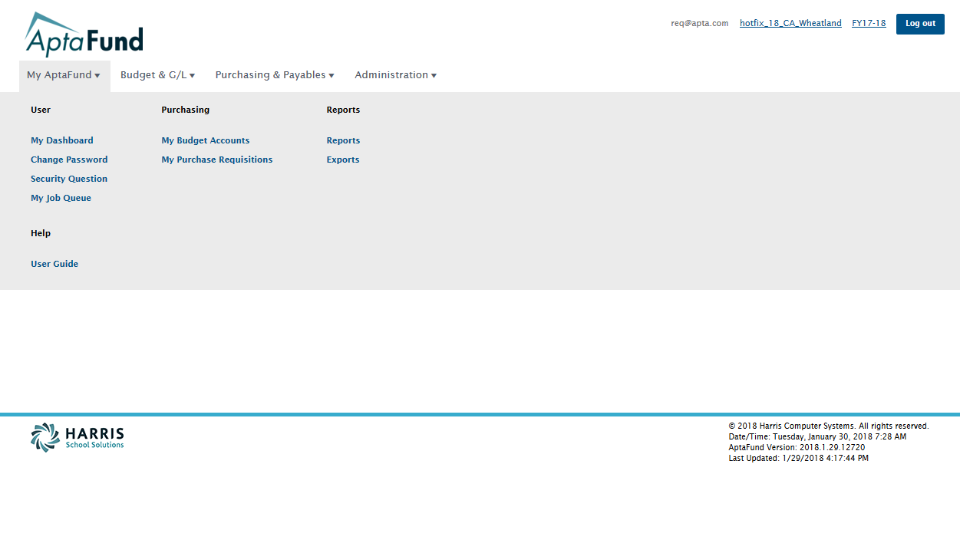 AptaFund
req@apta.com hotfix_18_CA_Wheatland FY17-18 Log out
My AptaFund Budget & G/L Purchasing & Payables Administration
User Purchasing Reports
My Dashboard My Budget Accounts Reports
Change Password My Purchase Requisitions Exports
Security Question
My Job Queue
Help
User Guide
HARRIS
School Solutions
© 2018 Harris Computer Systems. All rights reserved.
Date/Time: Tuesday, January 30, 2018 7:28 AM
AptaFund Version: 2018.1.29.12720
Last Updated: 1/29/2018 4:17:44 PM